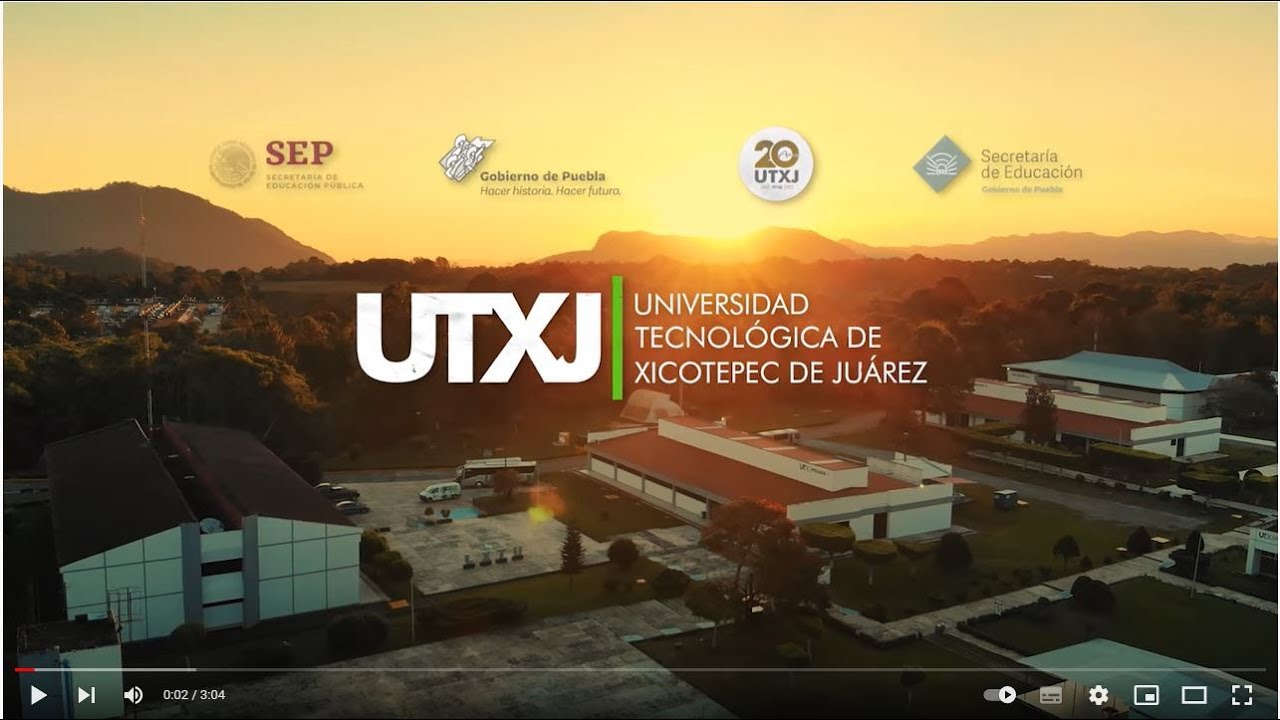 SEP
SECRETARÍA DE
EDUCACIÓN PÚBLICA
Gobierno de Puebla
Hacer historia. Hacer futuro.
20
UTXJ
Secretaría
de Educación
Gobierno de Puebla
UTXJ
UNIVERSIDAD
TECNOLÓGICA DE
XICOTEPEC DE JUÁREZ
UTXJ
0:02 / 3:04